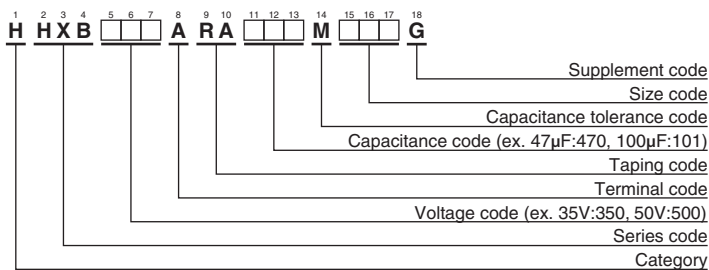 1 2 3 4 5 6 7 8 9 10 11 12 13 14 15 16 17 18
H HXB □□□ A RA □□□ M □□□ G
Supplement code
Size code
Capacitance tolerance code
Capacitance code (ex. 47μF:470, 100μF:101)
Taping code
Terminal code
Voltage code (ex. 35V:350, 50V:500)
Series code
Category